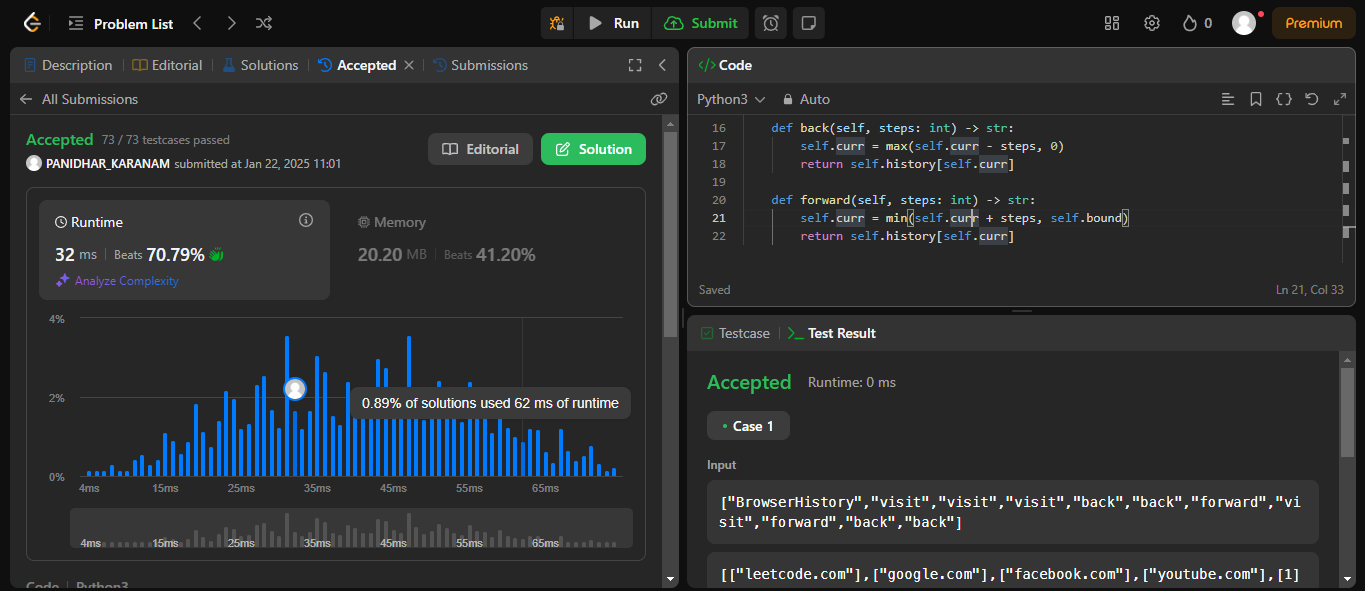 Problem List
Run
Submit
0
Premium
Description
Editorial
Solutions
Accepted
Submissions
All Submissions
Accepted 73 / 73 testcases passed
PANIDHAR_KARANAM submitted at Jan 22, 2025 11:01
Editorial
Solution
Runtime
32 ms Beats 70.79%
Analyze Complexity
Memory
20.20 MB Beats 41.20%
4%
2%
0%
0.89% of solutions used 62 ms of runtime
4ms 15ms 25ms 35ms 45ms 55ms 65ms
4ms 15ms 25ms 35ms 45ms 55ms 65ms
Code Python3
</> Code
Python3 Auto
16 def back(self, steps: int) -> str:
17 self.curr = max(self.curr - steps, 0)
18 return self.history[self.curr]
19
20 def forward(self, steps: int) -> str:
21 self.curr = min(self.curr + steps, self.bound)
22 return self.history[self.curr]
Saved
Ln 21, Col 33
Testcase
Test Result
Accepted Runtime: 0 ms
Case 1
Input
["BrowserHistory","visit","visit","visit","back","back","forward","vi
sit","forward","back","back"]
[["leetcode.com"],["google.com"],["facebook.com"],["youtube.com"],[1]